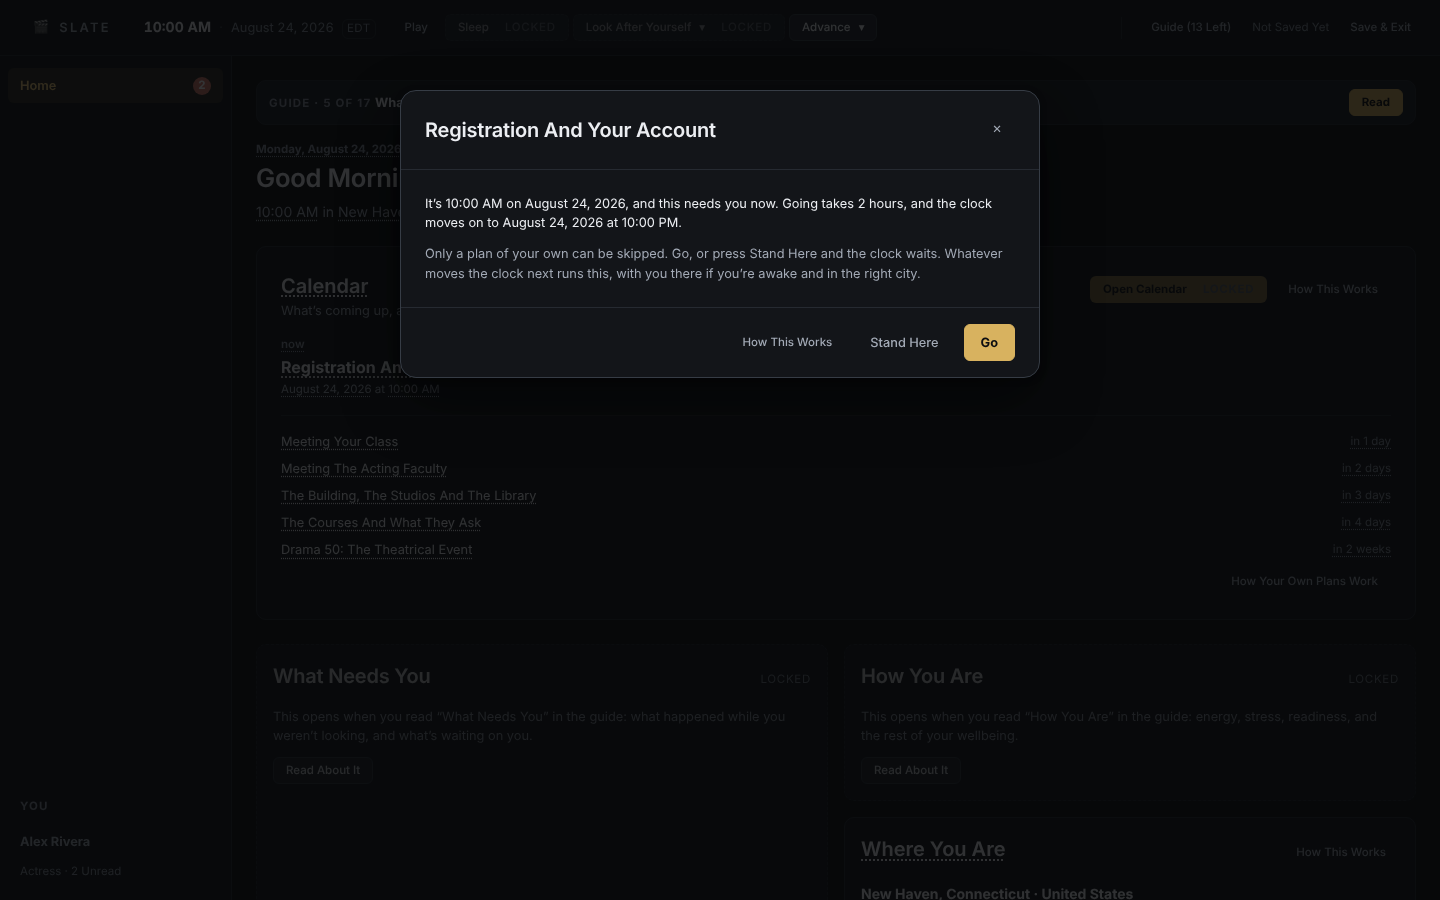 SLATE
10:00 AM
August 24, 2026 EDT
Play
Sleep LOCKED
Look After Yourself ▾ LOCKED
Advance ▾
Guide (13 Left)
Not Saved Yet
Save & Exit
Home
2
GUIDE · 5 OF 17
Read
Monday, August 24, 2026
10:00 AM in New
Registration And Your Account
×
It’s 10:00 AM on August 24, 2026, and this needs you now. Going takes 2 hours, and the clock
moves on to August 24, 2026 at 10:00 PM.
Only a plan of your own can be skipped. Go, or press Stand Here and the clock waits. Whatever
moves the clock next runs this, with you there if you’re awake and in the right city.
How This Works
Stand Here
Go
Calendar
What’s coming up,
Open Calendar LOCKED
How This Works
now
Registration
August 24, 2026 at 10:00 AM
Meeting Your Class
in 1 day
Meeting The Acting Faculty
in 2 days
The Building, The Studios And The Library
in 3 days
The Courses And What They Ask
in 4 days
Drama 50: The Theatrical Event
in 2 weeks
How Your Own Plans Work
What Needs You
LOCKED
This opens when you read “What Needs You” in the guide: what happened while you
weren’t looking, and what’s waiting on you.
Read About It
How You Are
LOCKED
This opens when you read “How You Are” in the guide: energy, stress, readiness, and
the rest of your wellbeing.
Read About It
Where You Are
How This Works
New Haven, Connecticut · United States
YOU
Alex Rivera
Actress · 2 Unread